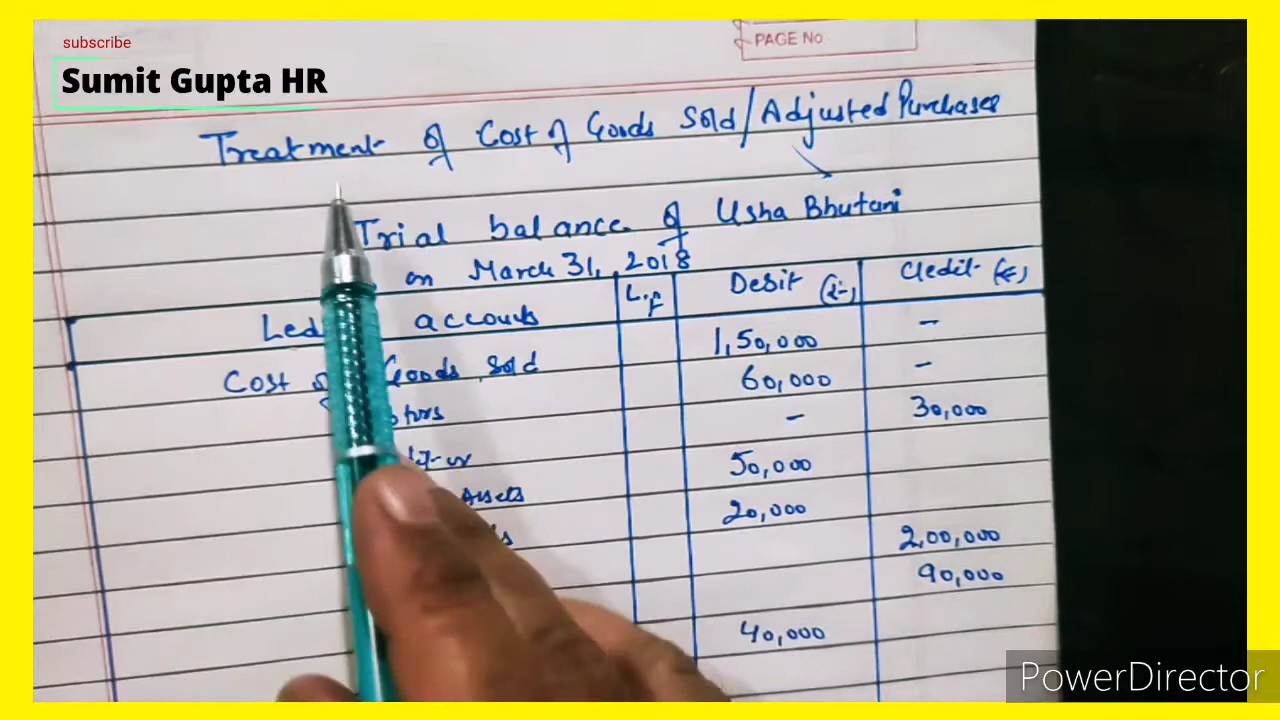 subscribe
Sumit Gupta HR
PAGE No
Treatment of Cost of Goods Sold/Adjusted Purchases
Trial balance of Usha Bhutani
on March 31, 2018
accounts L.F Debit Credit (₹)
Cost Goods Sold 1,50,000 -
60,000 -
- 30,000
50,000
Assets 20,000
2,00,000
90,000
40,000
PowerDirector